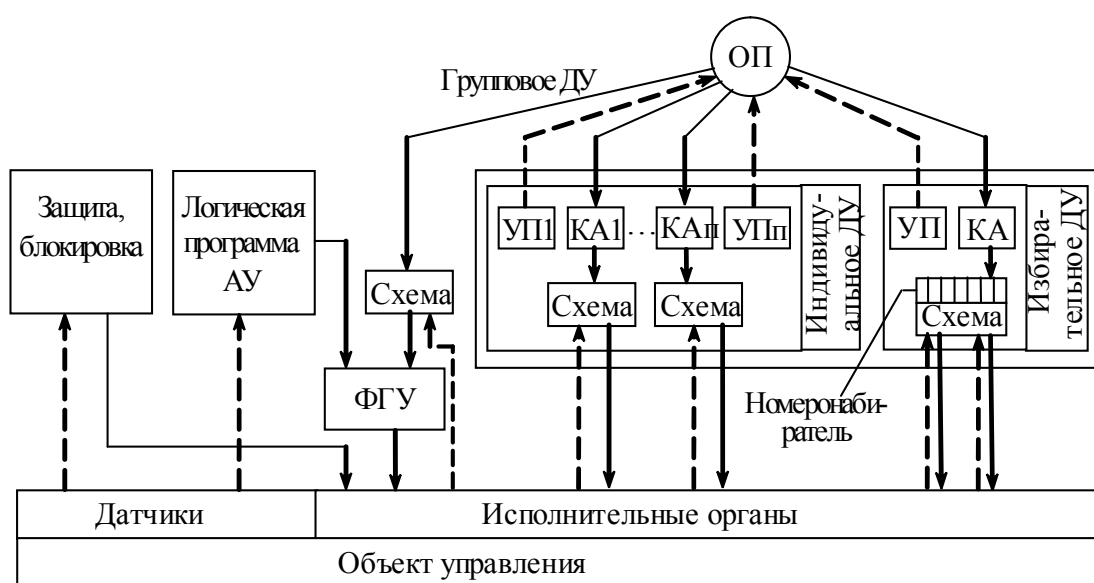 ОП
Групповое ДУ
Защита,
блокировка
Логическая
программа
АУ
Схема
ФГУ
УП1
КА1
...
КАп
УПп
Схема
Схема
Индивиду-
альное ДУ
УП
КА
Схема
Избира-
тельное ДУ
Номеронаби-
ратель
Датчики
Исполнительные органы
Объект управления